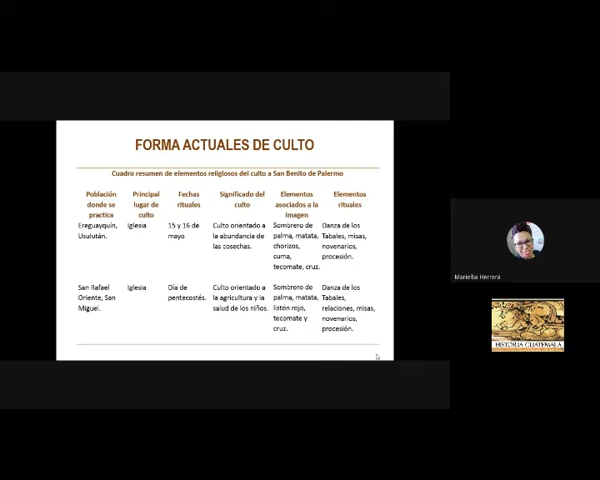 FORMA ACTUALES DE CULTO
Cuadro resumen de elementos religiosos del culto a San Benito de Palermo
Población donde se practica
Principal lugar de culto
Fechas rituales
Significado del culto
Elementos asociados a la imagen
Elementos rituales
Ereguayquín, Usulután.
Iglesia
15 y 16 de mayo
Culto orientado a la abundancia de las cosechas.
Sombrero de palma, matata, chorizos, cuma, tecomate, cruz.
Danza de los Tabales, misas, novenarios, procesión.
San Rafael Oriente, San Miguel.
Iglesia
Día de pentecostés.
Culto orientado a la agricultura y la salud de los niños.
Sombrero de palma, matata, listón rojo, tecomate y cruz.
Danza de los Tabales, relaciones, misas, novenarios, procesión.
Marielba Herrera
HISTORIA GUATEMALA